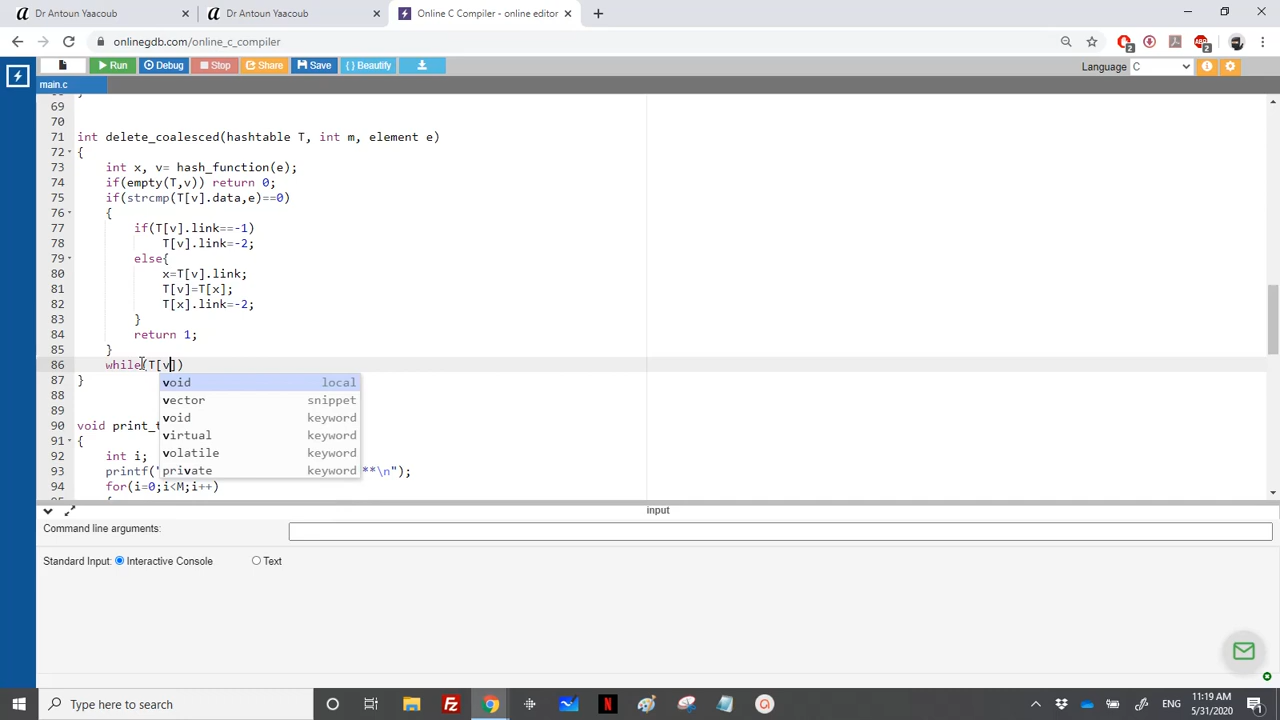 Dr Antoun Yaacoub
Dr Antoun Yaacoub
Online C Compiler - online editor
onlinegdb.com/online_c_compiler
2
2
Run
Debug
Stop
Share
Save
{ } Beautify
Language C
main.c
69
70
71 int delete_coalesced(hashtable T, int m, element e)
72 {
73 int x, v= hash_function(e);
74 if(empty(T,v)) return 0;
75 if(strcmp(T[v].data,e)==0)
76 {
77 if(T[v].link==-1)
78 T[v].link=-2;
79 else{
80 x=T[v].link;
81 T[v]=T[x];
82 T[x].link=-2;
83 }
84 return 1;
85 }
86 while(T[v])
87 }
88
89
90 void print_t
91 {
92 int i;
93 printf(" **\n");
94 for(i=0;i<M;i++)
void local
vector snippet
void keyword
virtual keyword
volatile keyword
private keyword
input
Command line arguments:
Standard Input: Interactive Console Text
Type here to search
ENG
11:19 AM
5/31/2020